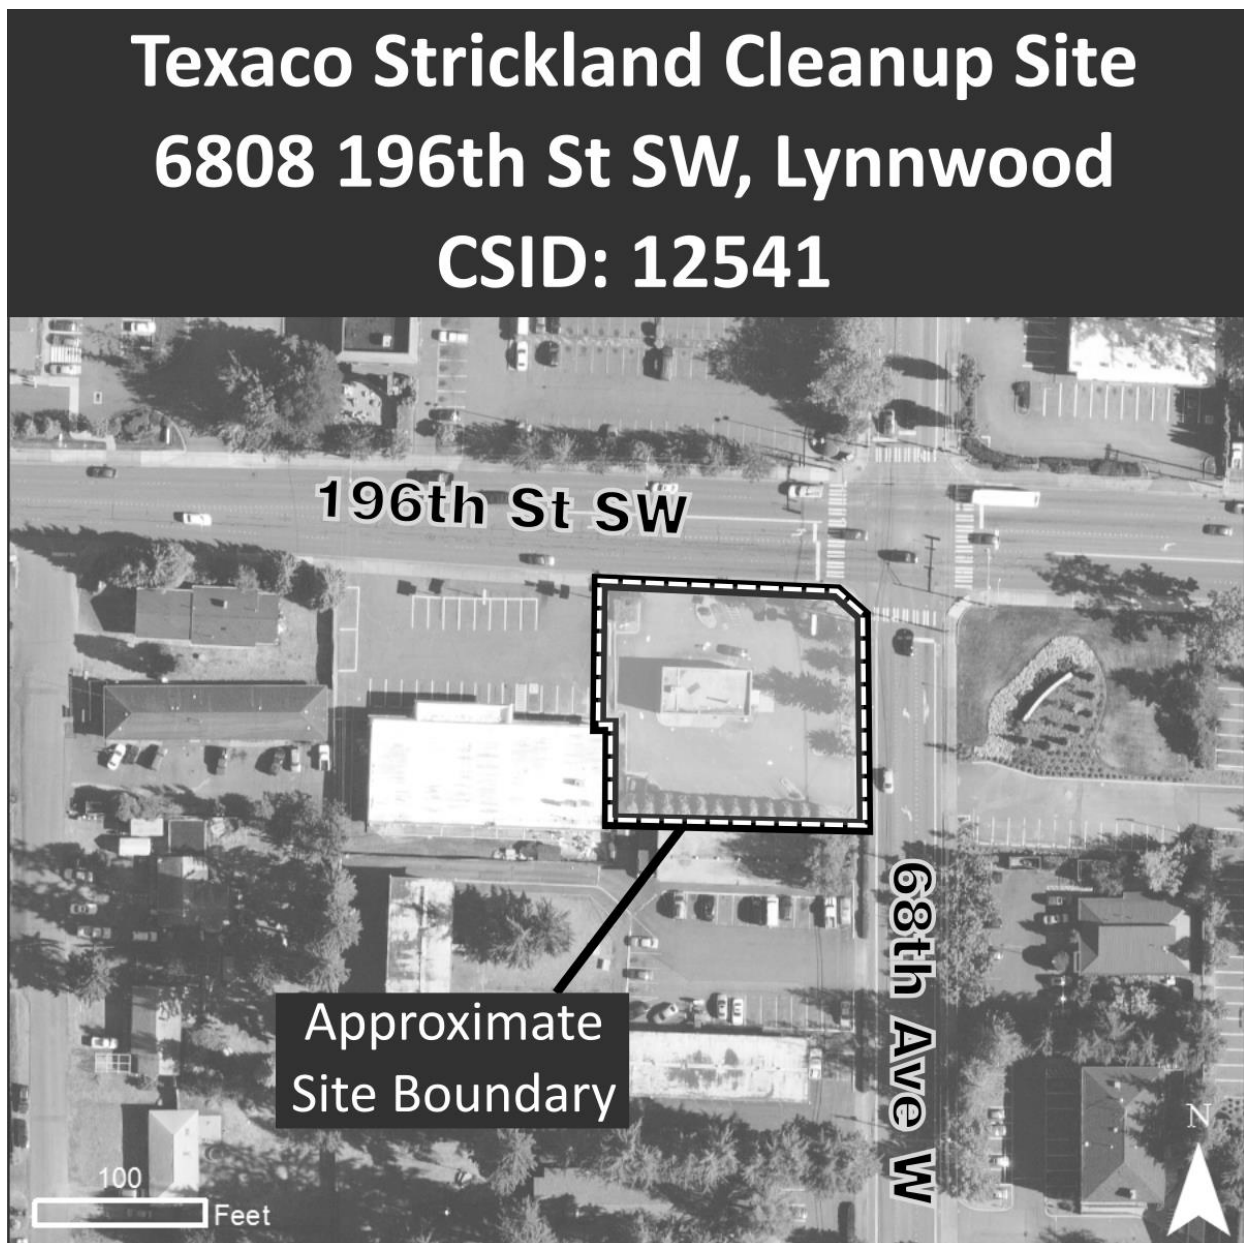 Texaco Strickland Cleanup Site
6808 196th St SW, Lynnwood
CSID: 12541
196th St SW
68th Ave W
Approximate
Site Boundary
N
100
Feet